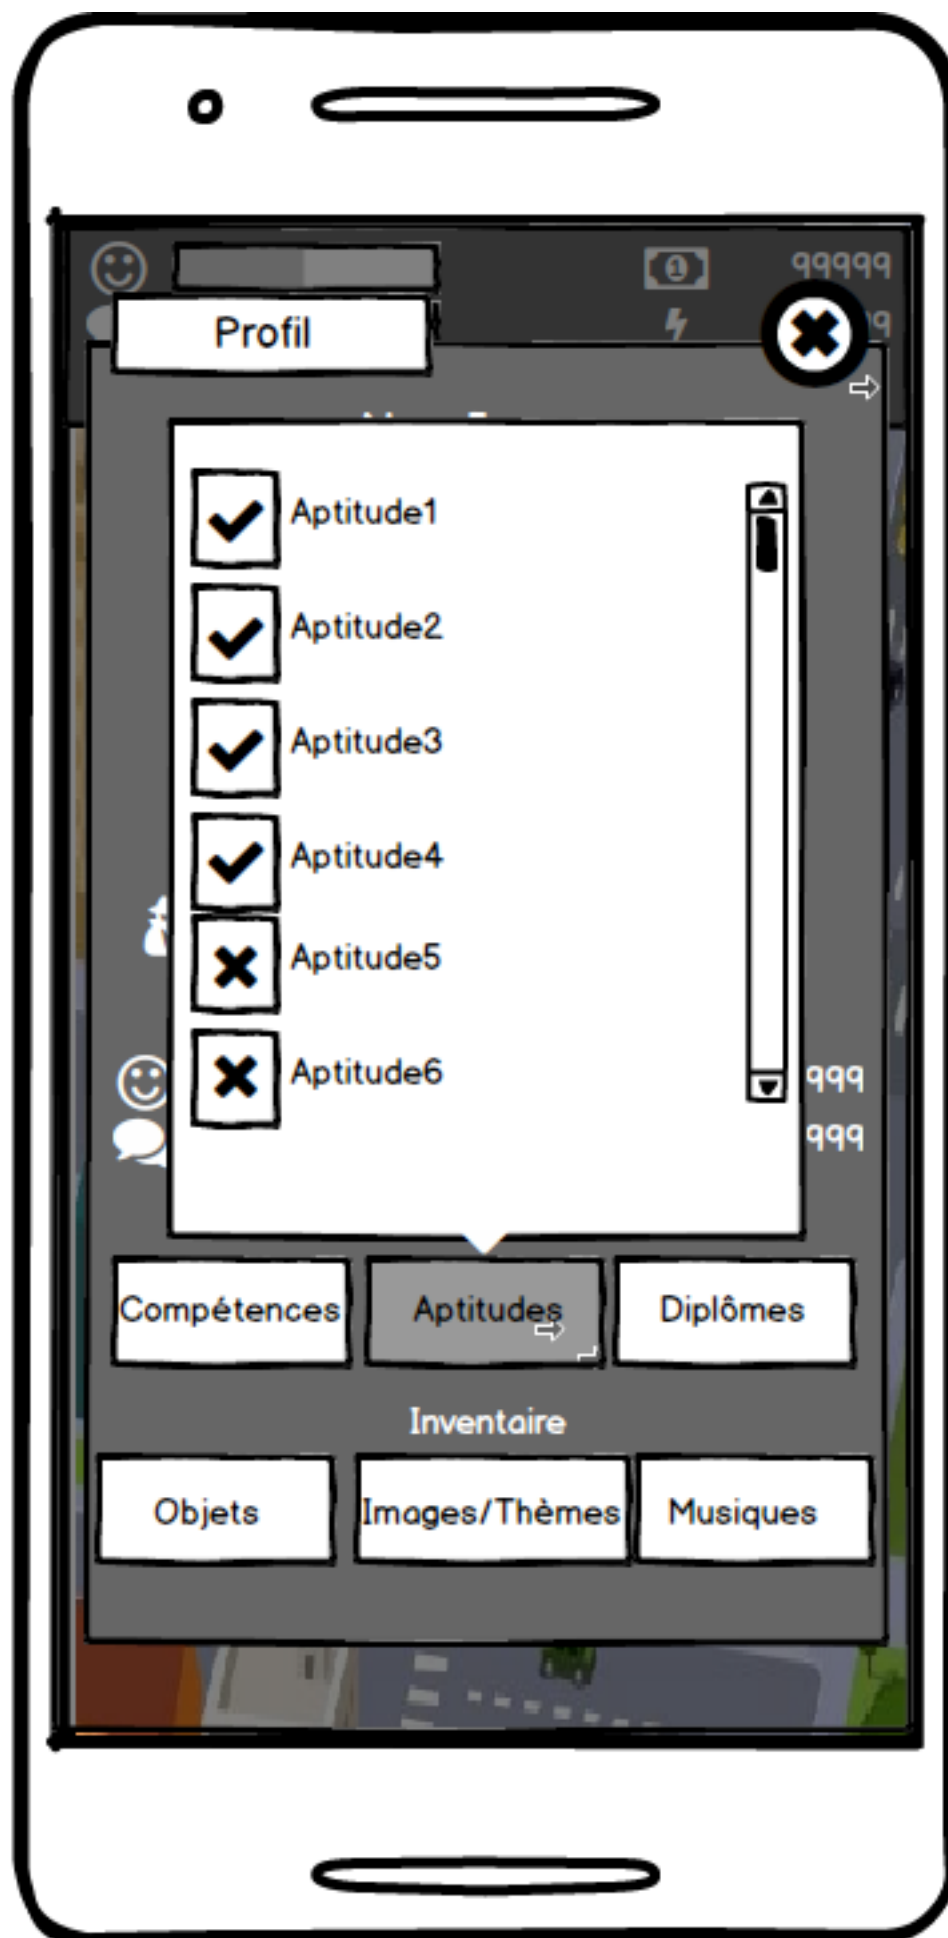 99999
Profil
Aptitude1
Aptitude2
Aptitude3
Aptitude4
Aptitude5
Aptitude6
999
999
Compétences Aptitudes Diplômes
Inventaire
Objets Images/Thèmes Musiques